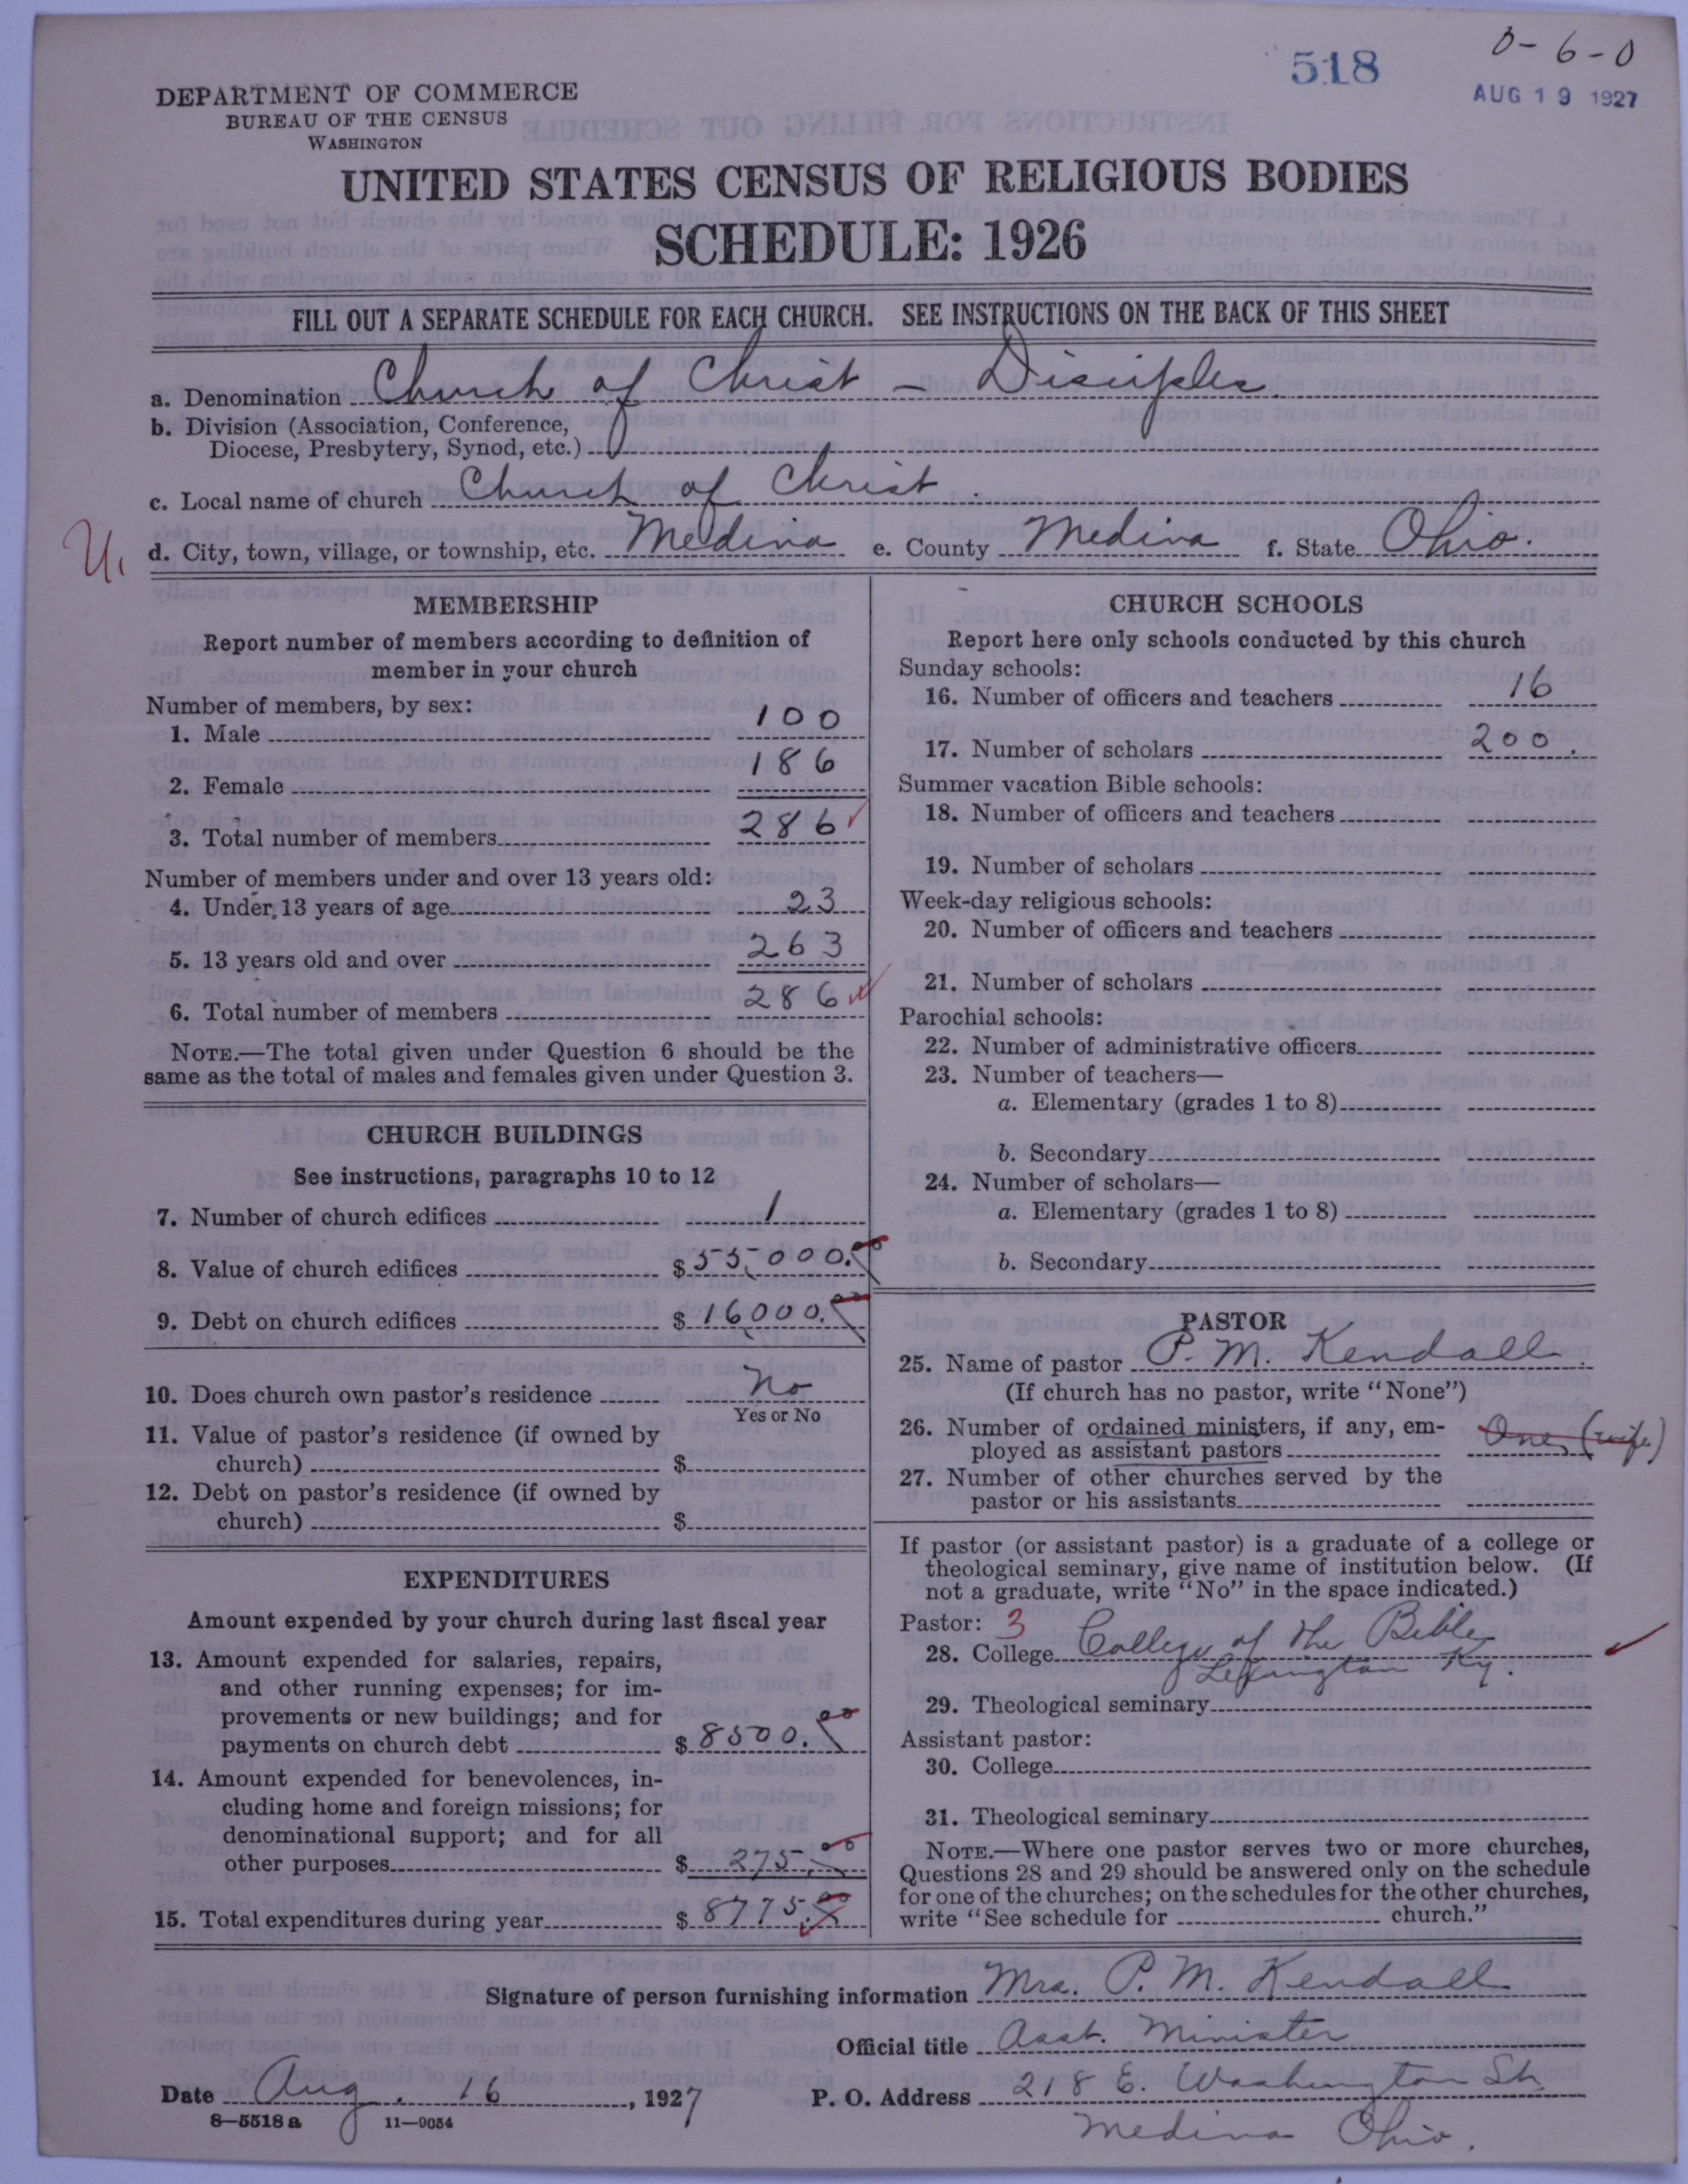 518
0-6-0
AUG 19 1927
DEPARTMENT OF COMMERCE
BUREAU OF THE CENSUS
WASHINGTON
UNITED STATES CENSUS OF RELIGIOUS BODIES
SCHEDULE: 1926
FILL OUT A SEPARATE SCHEDULE FOR EACH CHURCH. SEE INSTRUCTIONS ON THE BACK OF THIS SHEET
a. Denomination Church of Christ – Disciples.
b. Division (Association, Conference,
Diocese, Presbytery, Synod, etc.)
c. Local name of church Church of Christ
U. d. City, town, village, or township, etc. Medina e. County Medina f. State Ohio.
MEMBERSHIP
Report number of members according to definition of
member in your church
Number of members, by sex:
1. Male 100
2. Female 186
3. Total number of members 286
Number of members under and over 13 years old:
4. Under 13 years of age 23
5. 13 years old and over 263
6. Total number of members 286
NOTE.—The total given under Question 6 should be the
same as the total of males and females given under Question 3.
CHURCH BUILDINGS
See instructions, paragraphs 10 to 12
7. Number of church edifices 1
8. Value of church edifices $ 55,000.00
9. Debt on church edifices $ 16000.00
10. Does church own pastor's residence No
Yes or No
11. Value of pastor's residence (if owned by
church) $
12. Debt on pastor's residence (if owned by
church) $
EXPENDITURES
Amount expended by your church during last fiscal year
13. Amount expended for salaries, repairs,
and other running expenses; for im-
provements or new buildings; and for
payments on church debt $ 8500.00
14. Amount expended for benevolences, in-
cluding home and foreign missions; for
denominational support; and for all
other purposes $ 275.00
15. Total expenditures during year $ 8775.00
CHURCH SCHOOLS
Report here only schools conducted by this church
Sunday schools:
16. Number of officers and teachers 16
17. Number of scholars 200.
Summer vacation Bible schools:
18. Number of officers and teachers
19. Number of scholars
Week-day religious schools:
20. Number of officers and teachers
21. Number of scholars
Parochial schools:
22. Number of administrative officers
23. Number of teachers—
a. Elementary (grades 1 to 8)
b. Secondary
24. Number of scholars—
a. Elementary (grades 1 to 8)
b. Secondary
PASTOR
25. Name of pastor P. M. Kendall
(If church has no pastor, write "None")
26. Number of ordained ministers, if any, em-
ployed as assistant pastors One (wife)
27. Number of other churches served by the
pastor or his assistants
If pastor (or assistant pastor) is a graduate of a college or
theological seminary, give name of institution below. (If
not a graduate, write "No" in the space indicated.)
Pastor: 3
28. College College of the Bible
Lexington Ky.
29. Theological seminary
Assistant pastor:
30. College
31. Theological seminary
NOTE.—Where one pastor serves two or more churches,
Questions 28 and 29 should be answered only on the schedule
for one of the churches; on the schedules for the other churches,
write "See schedule for church."
Signature of person furnishing information Mrs. P. M. Kendall
Official title Asst. Minister
Date Aug. 16, 1927 P. O. Address 218 E. Washington St.
8—5518 a 11—9054
Medina Ohio.